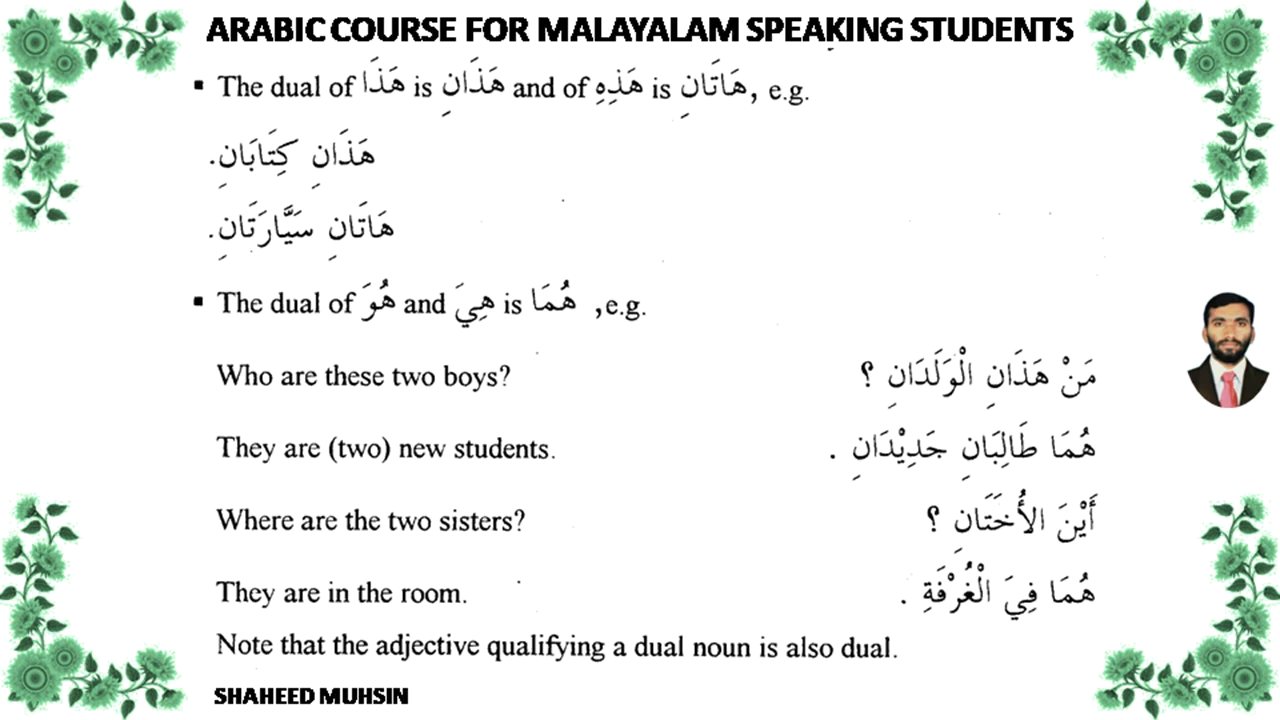 ARABIC COURSE FOR MALAYALAM SPEAKING STUDENTS
▪ The dual of هَذَا is هَذَانِ and of هَذِهِ is هَاتَانِ, e.g.
هَذَانِ كِتَابَانِ.
هَاتَانِ سَيَّارَتَانِ.
▪ The dual of هُوَ and هِيَ is هُمَا ,e.g.
Who are these two boys? مَنْ هَذَانِ الْوَلَدَانِ ؟
They are (two) new students. هُمَا طَالِبَانِ جَدِيْدَانِ .
Where are the two sisters? أَيْنَ الأُخَتَانِ ؟
They are in the room. هُمَا فِيَ الْغُرْفَةِ .
Note that the adjective qualifying a dual noun is also dual.
SHAHEED MUHSIN